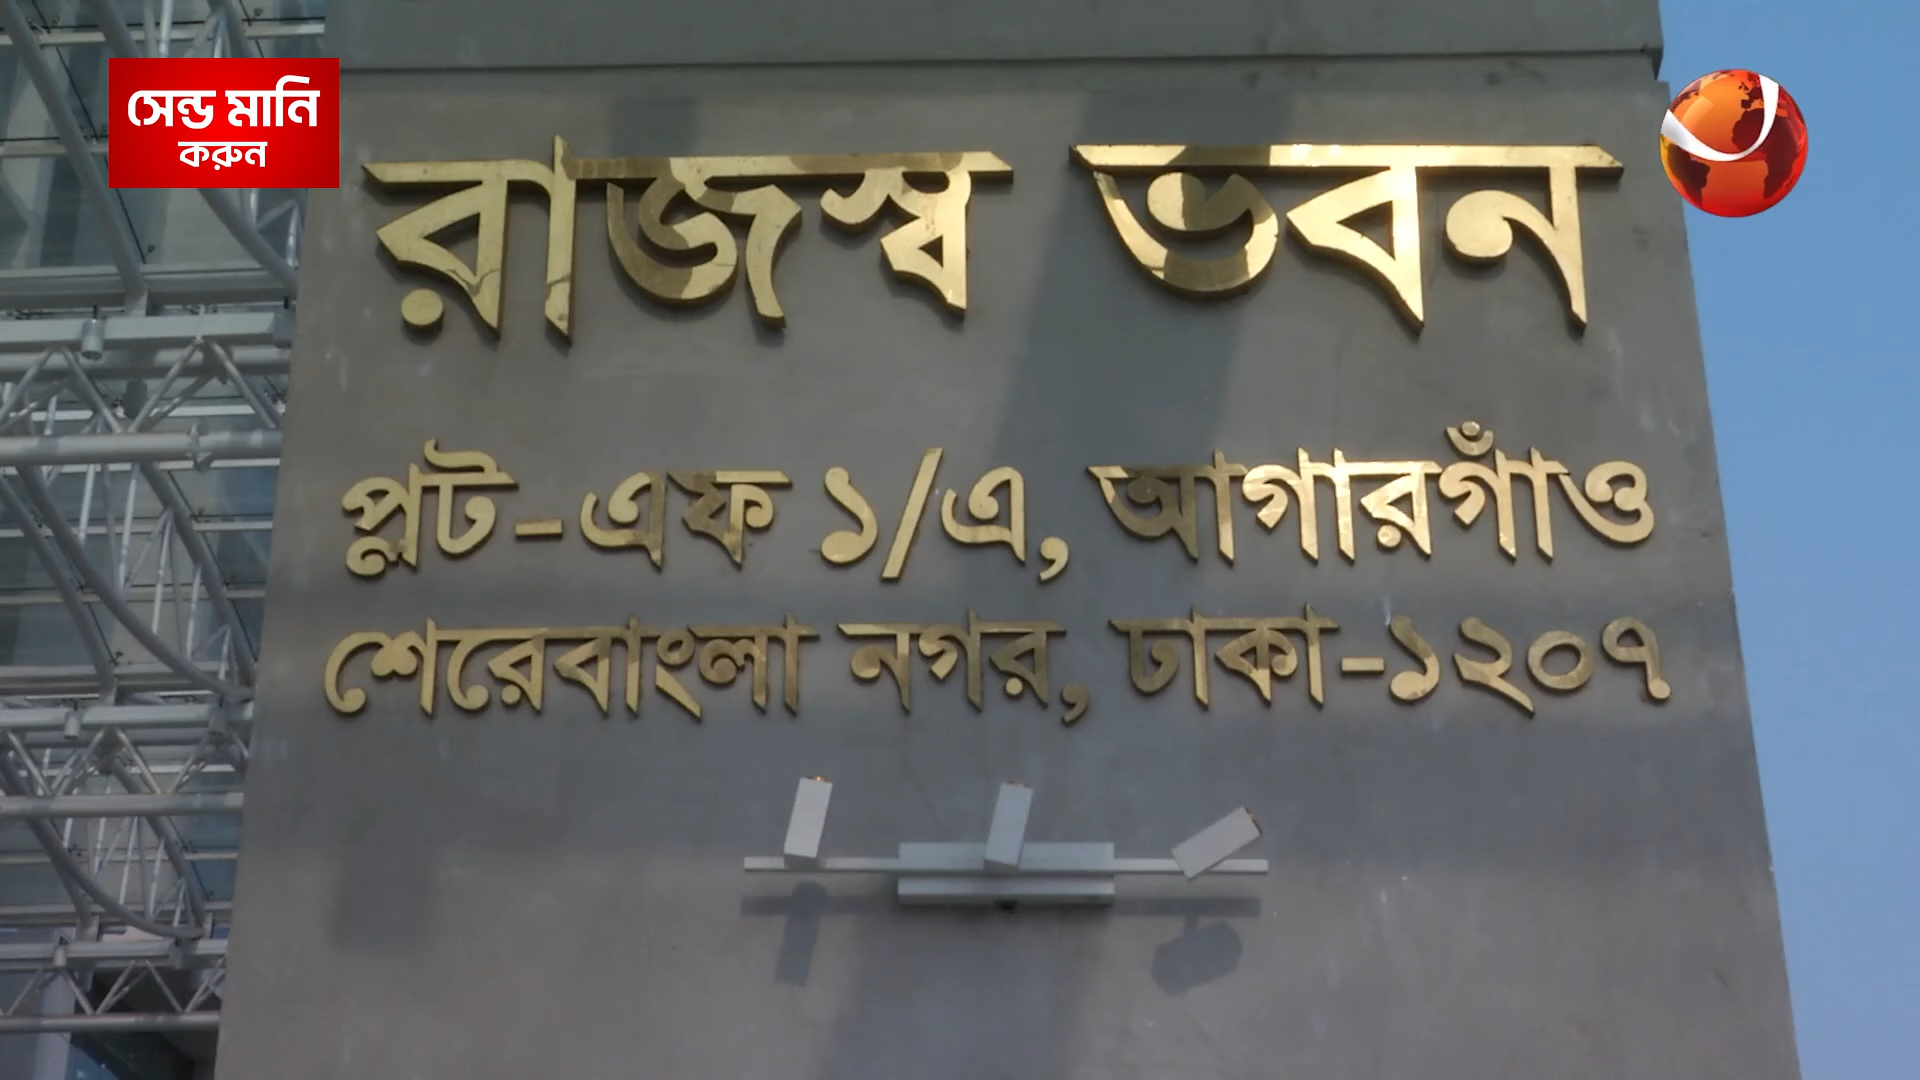 সেন্ড মানি
করুন
রাজস্ব ভবন
প্লট-এফ ১/এ, আগারগাঁও
শেরেবাংলা নগর, ঢাকা-১২০৭